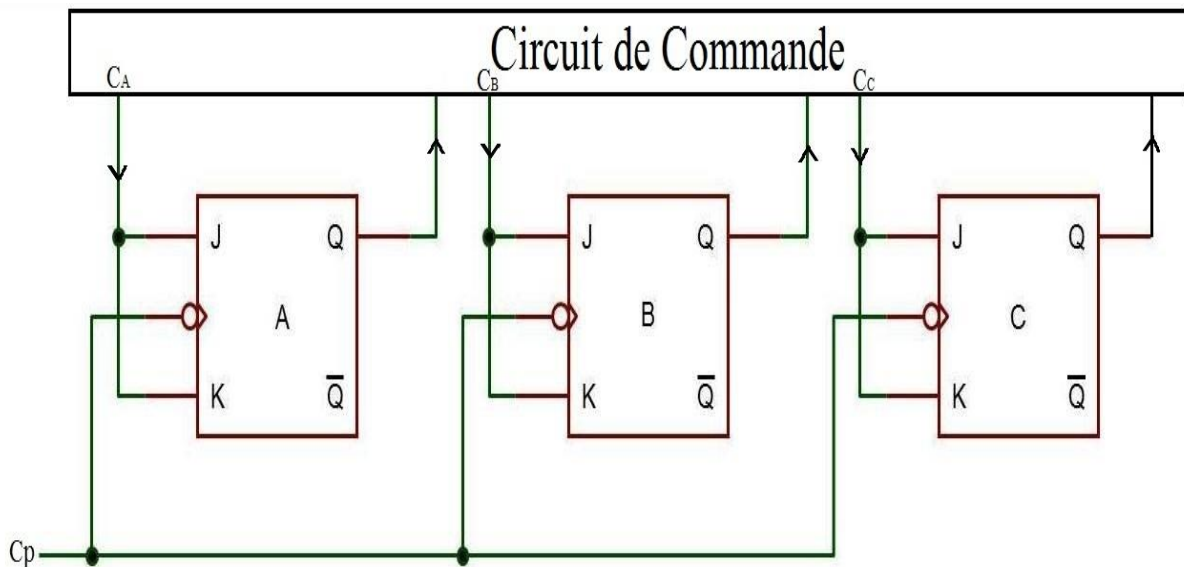 Circuit de Commande
CA CB CC
J Q J Q J Q
A B C
K Q̅ K Q̅ K Q̅
Cp